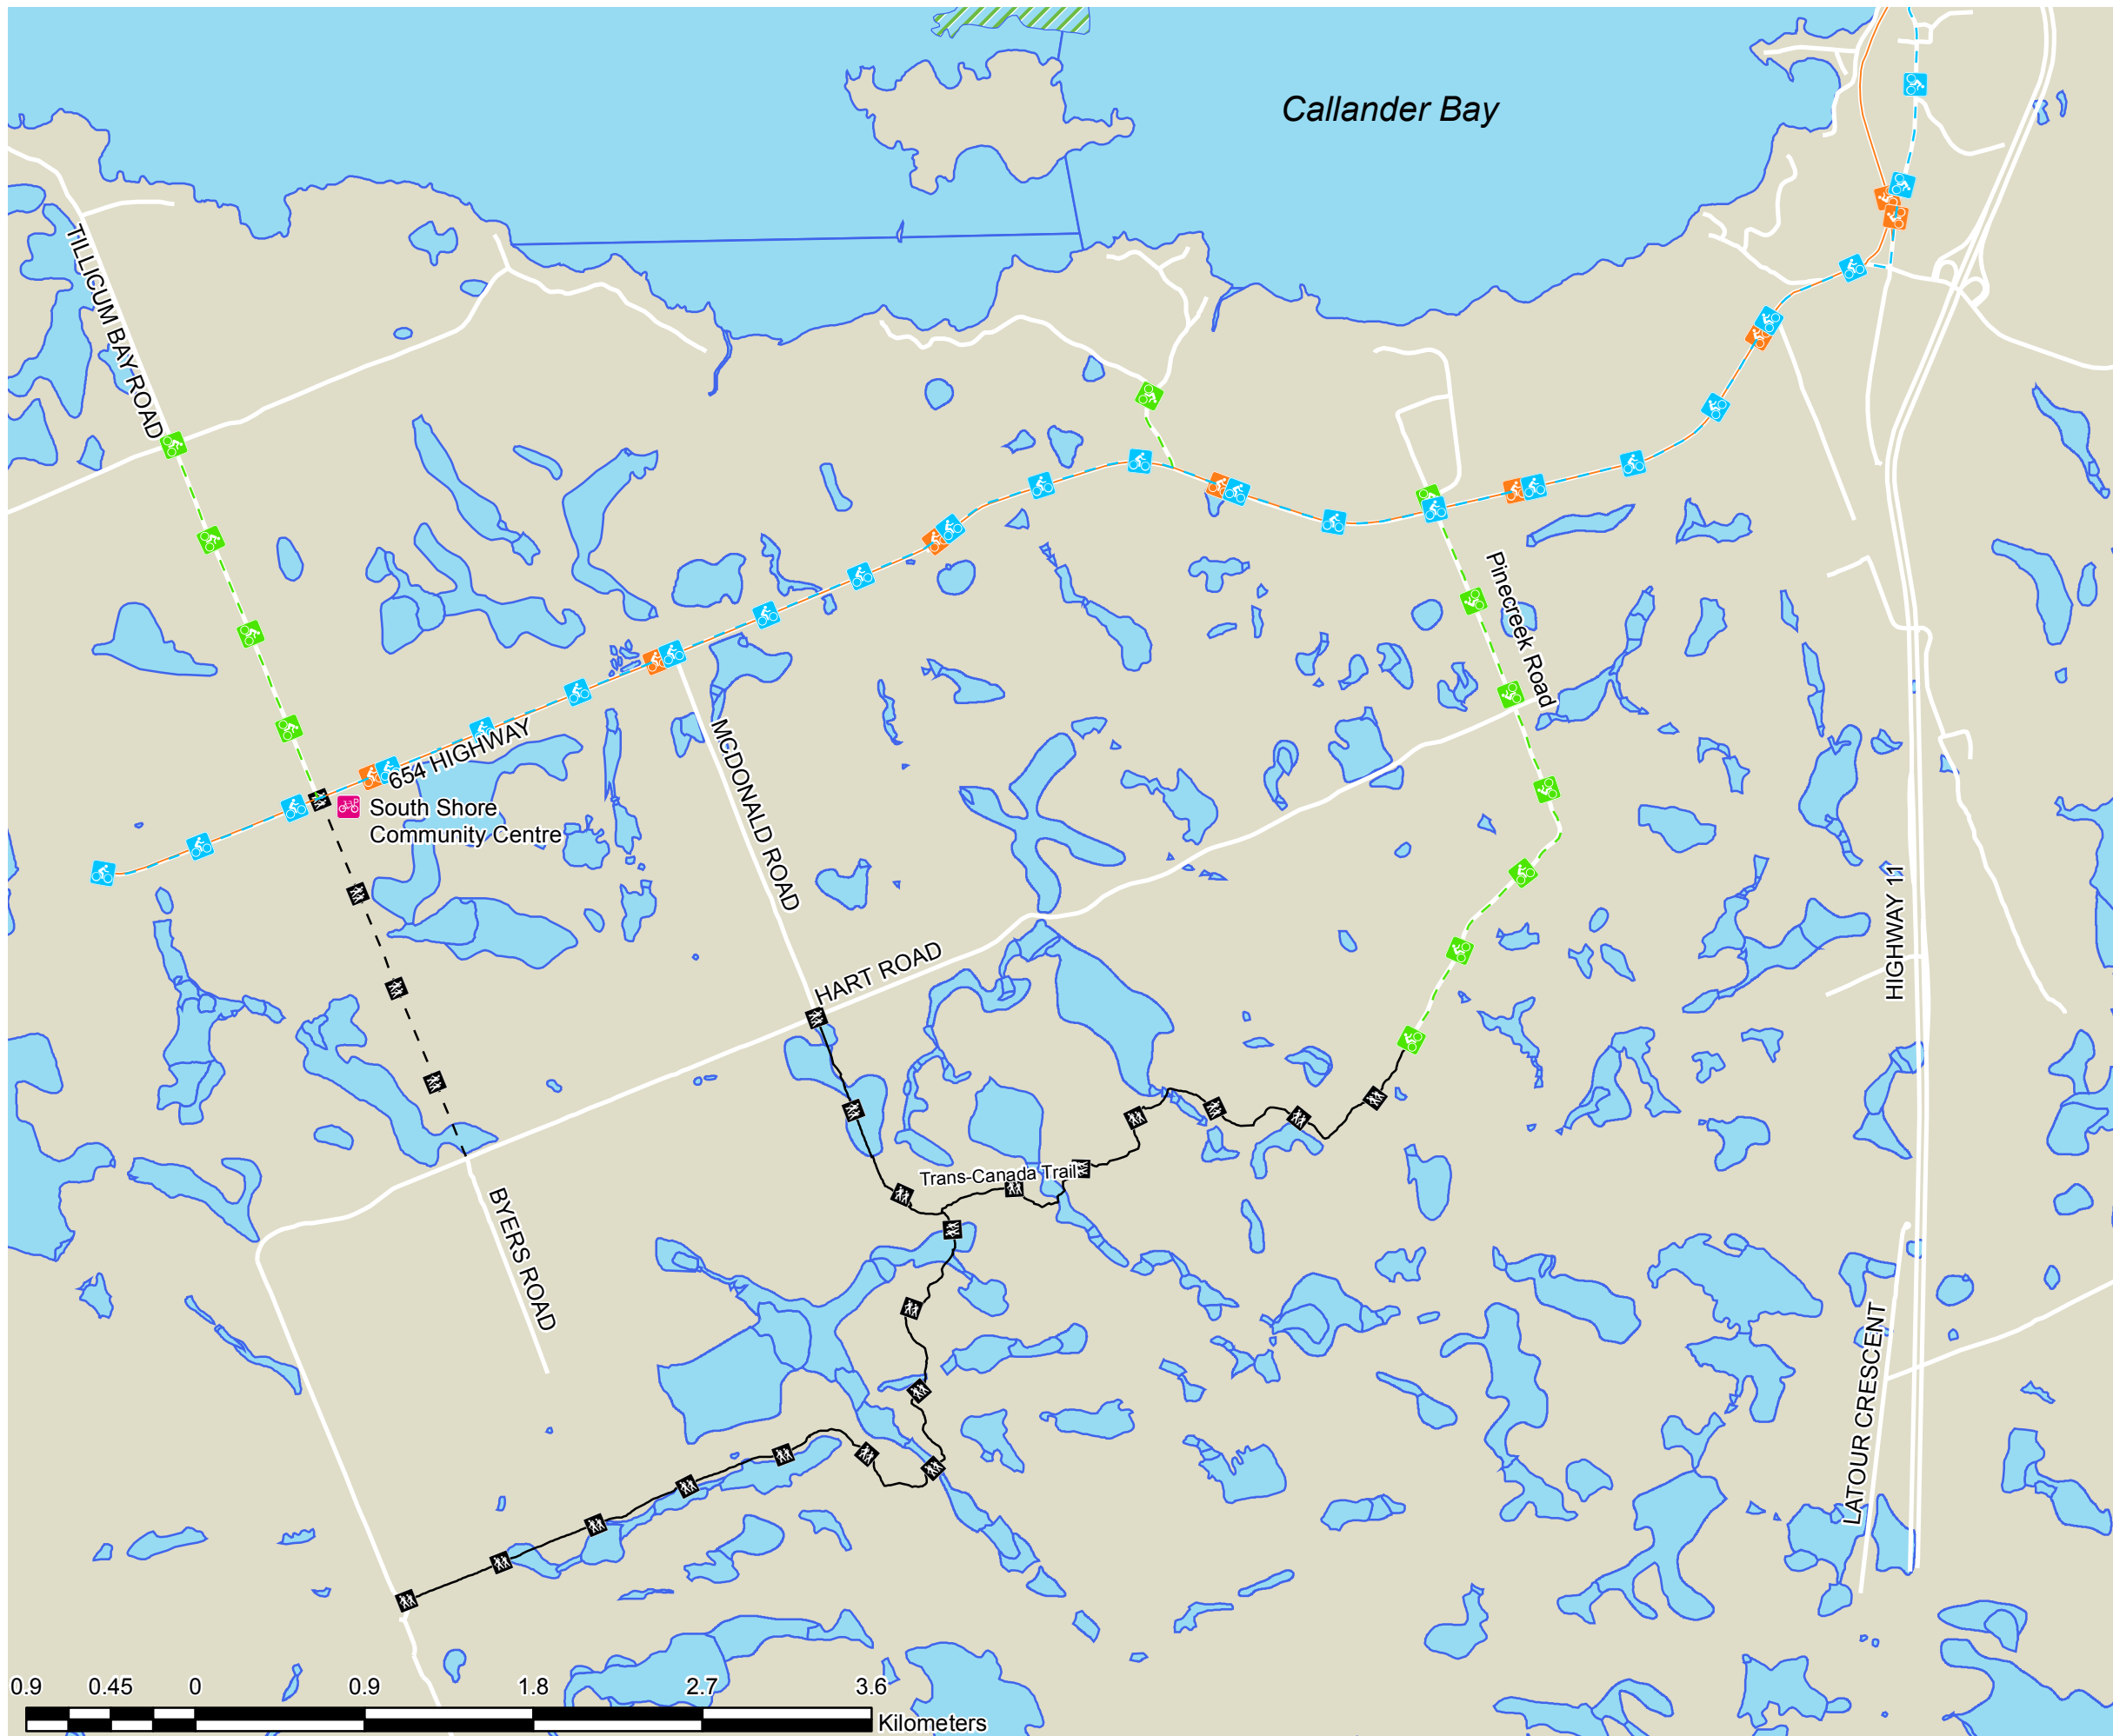 Callander Bay
TILLICUM BAY ROAD
Pinecreek Road
654 HIGHWAY
MCDONALD ROAD
South Shore
Community Centre
HIGHWAY 11
HART ROAD
Trans-Canada Trail
BYERS ROAD
LATOUR CRESCENT
0.9 0.45 0 0.9 1.8 2.7 3.6
Kilometers